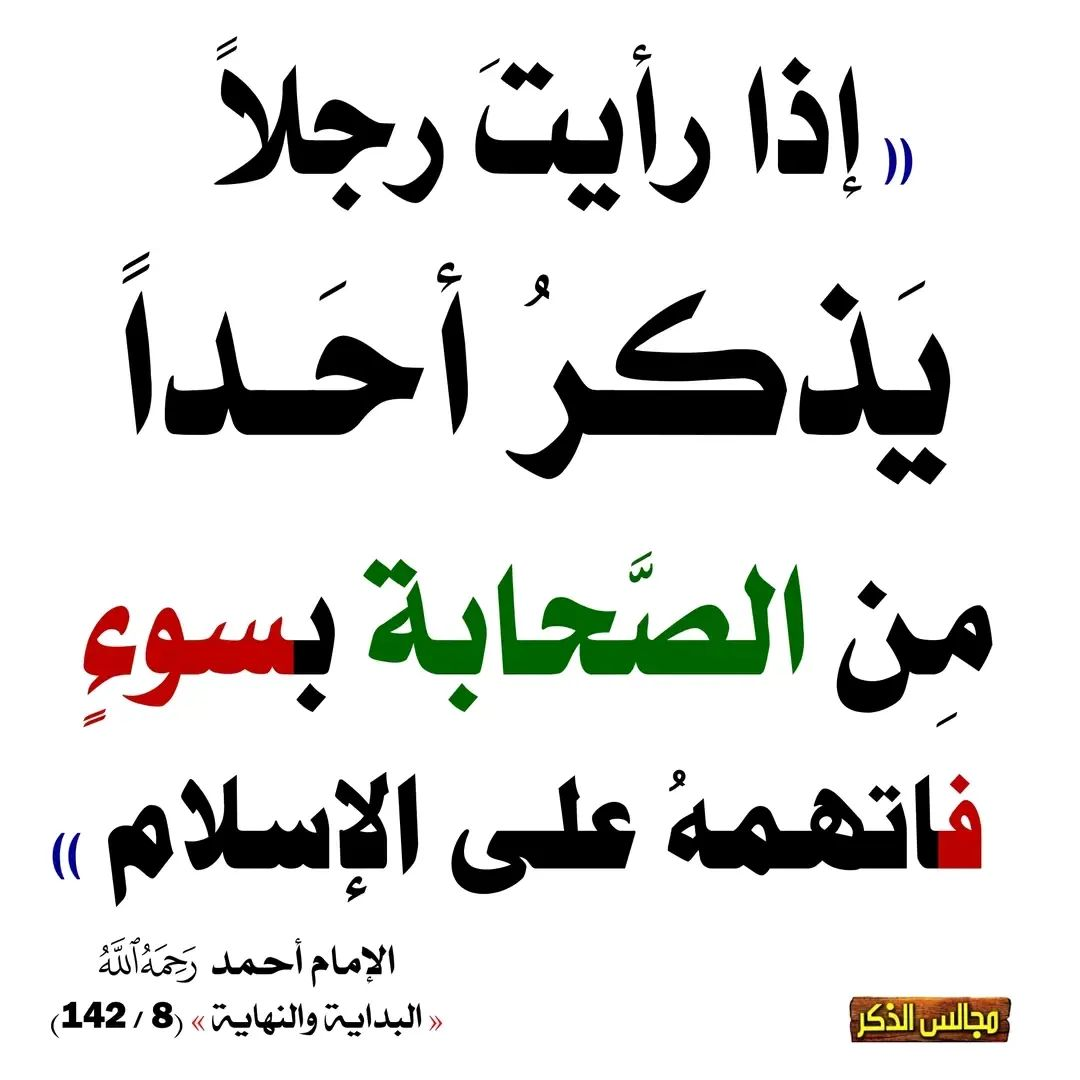 (( إذا رأيتَ رجلاً
يَذكرُ أحَداً
مِن الصَّحابة بسوءٍ
فاتهمهُ على الإسلام ))
الإمام أحمد رَحِمَهُ ٱللَّهُ
« البداية والنهاية » (8 / 142)
مجالس الذكر